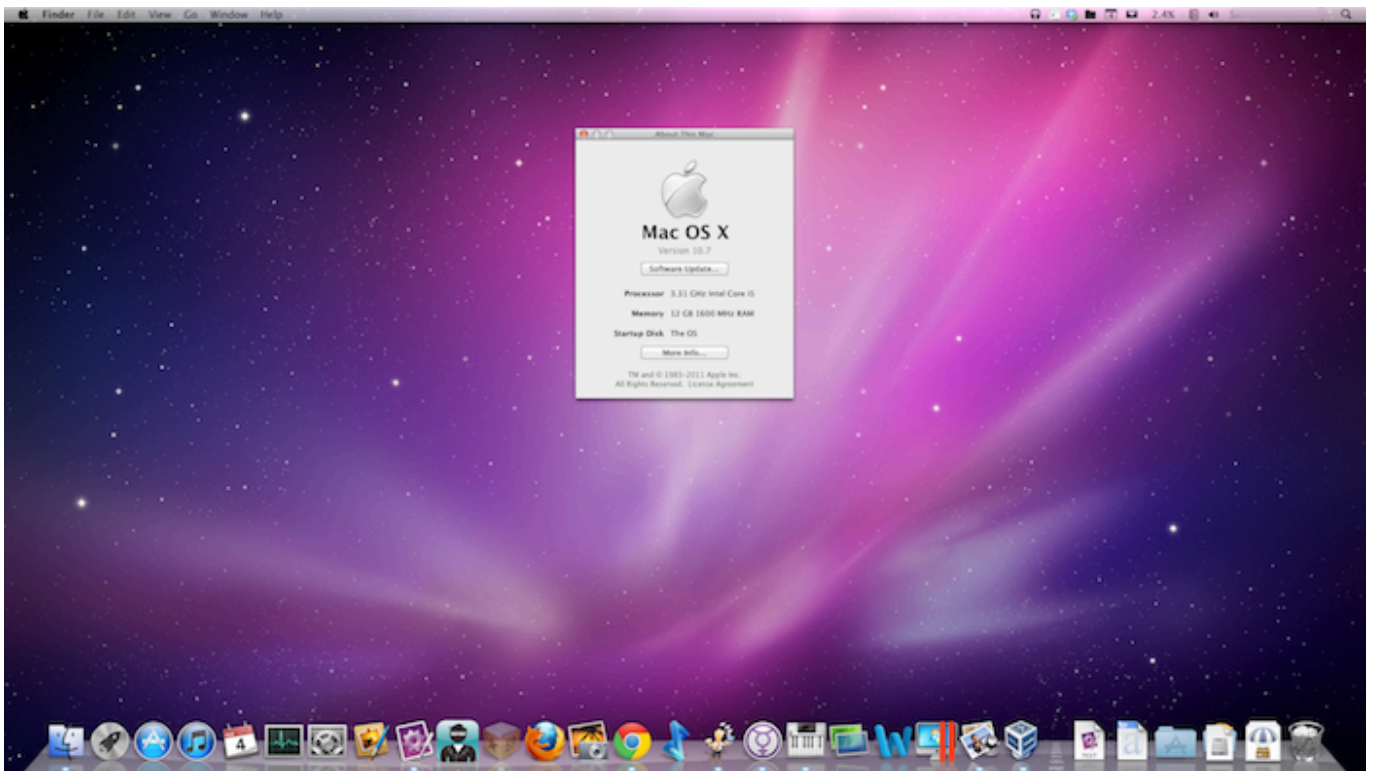 Finder File Edit View Go Window Help
2.4%
About This Mac
Mac OS X
Version 10.7
Software Update...
Processor 3.31 GHz Intel Core i5
Memory 12 GB 1600 MHz RAM
Startup Disk The OS
More Info...
TM and © 1983-2011 Apple Inc.
All Rights Reserved. License Agreement
4
TEXT